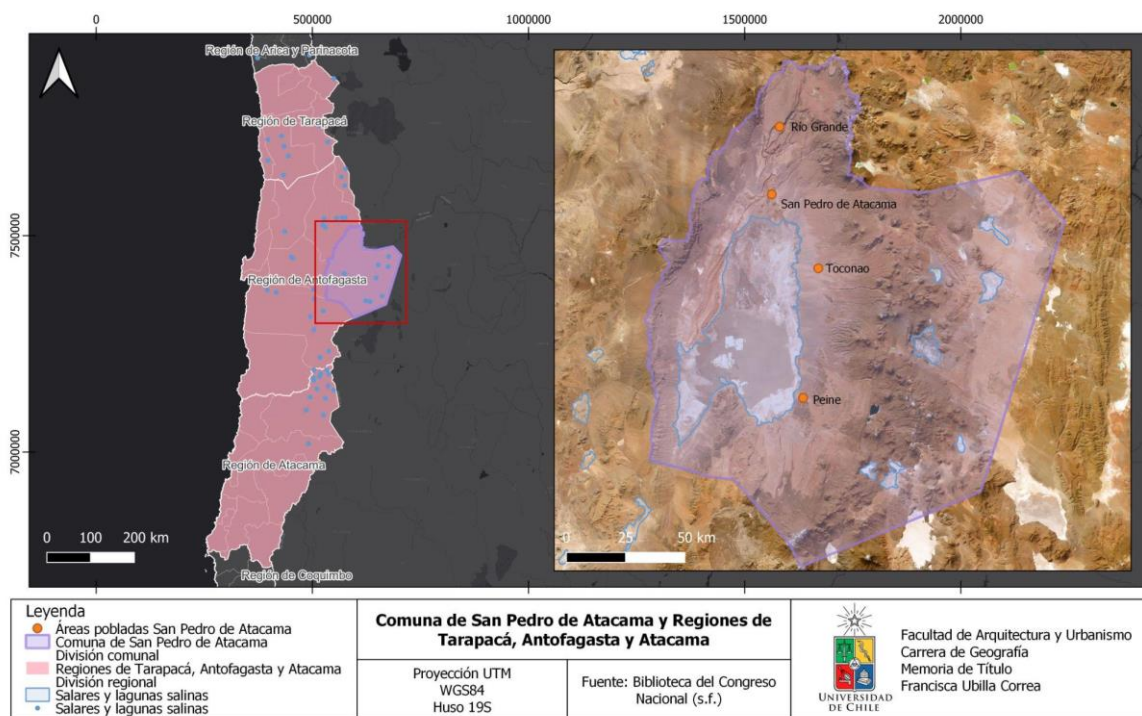 0 500000 1000000 1500000 2000000
7500000
7000000
Región de Arica y Parinacota
Región de Tarapacá
Región de Antofagasta
Región de Atacama
Región de Coquimbo
0 100 200 km
Río Grande
San Pedro de Atacama
Toconao
Peine
0 25 50 km
Leyenda
Áreas pobladas San Pedro de Atacama
Comuna de San Pedro de Atacama
División comunal
Regiones de Tarapacá, Antofagasta y Atacama
División regional
Salares y lagunas salinas
Salares y lagunas salinas
Comuna de San Pedro de Atacama y Regiones de
Tarapacá, Antofagasta y Atacama
Proyección UTM
WGS84
Huso 19S
Fuente: Biblioteca del Congreso
Nacional (s.f.)
UNIVERSIDAD
DE CHILE
Facultad de Arquitectura y Urbanismo
Carrera de Geografía
Memoria de Título
Francisca Ubilla Correa